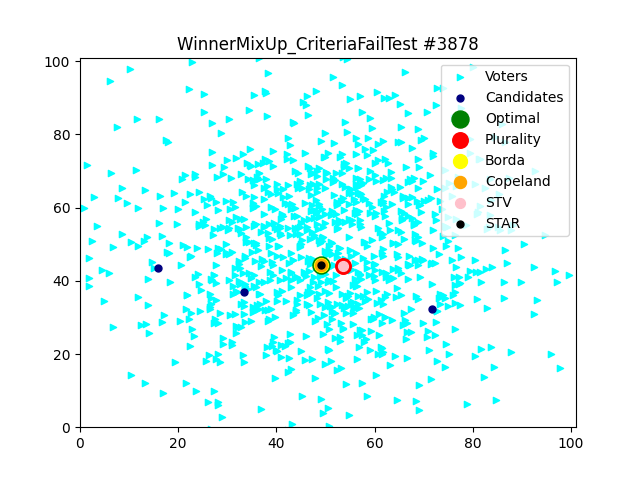 WinnerMixUp_CriteriaFailTest #3878
100
80
60
40
20
0
0 20 40 60 80 100
Voters
Candidates
Optimal
Plurality
Borda
Copeland
STV
STAR